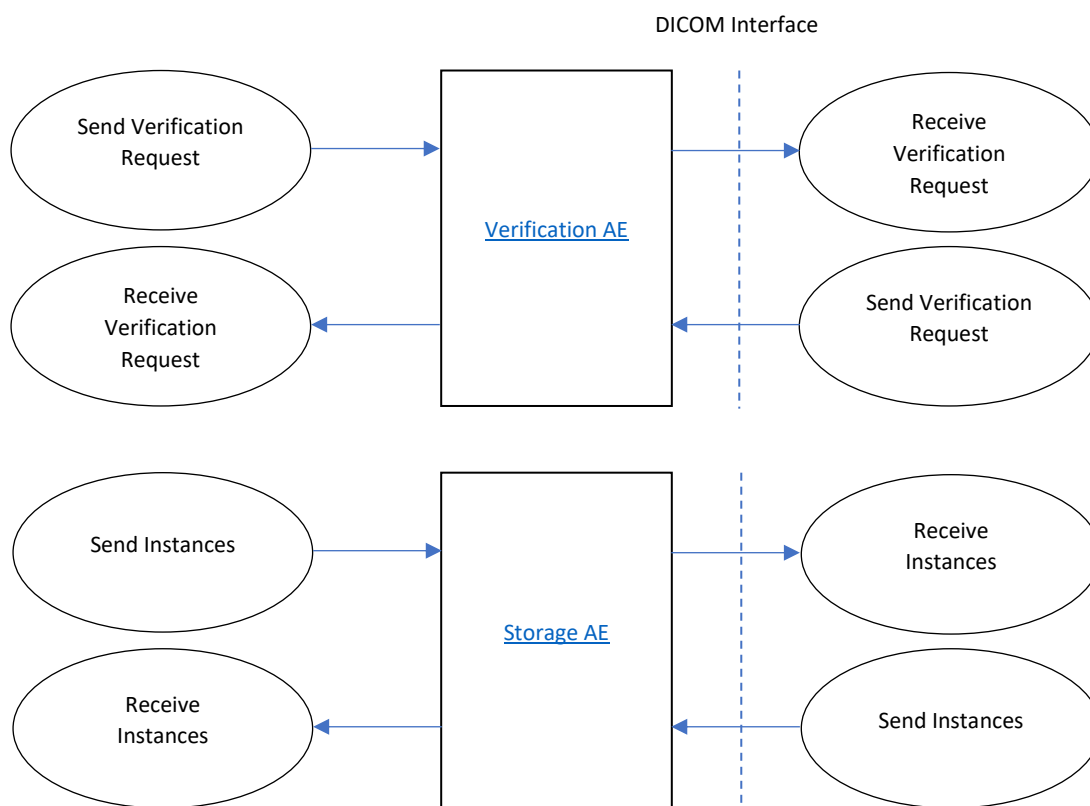 DICOM Interface
Send Verification
Request
Receive
Verification
Request
Verification AE
Receive
Verification
Request
Send Verification
Request
Send Instances
Receive
Instances
Storage AE
Receive
Instances
Send Instances